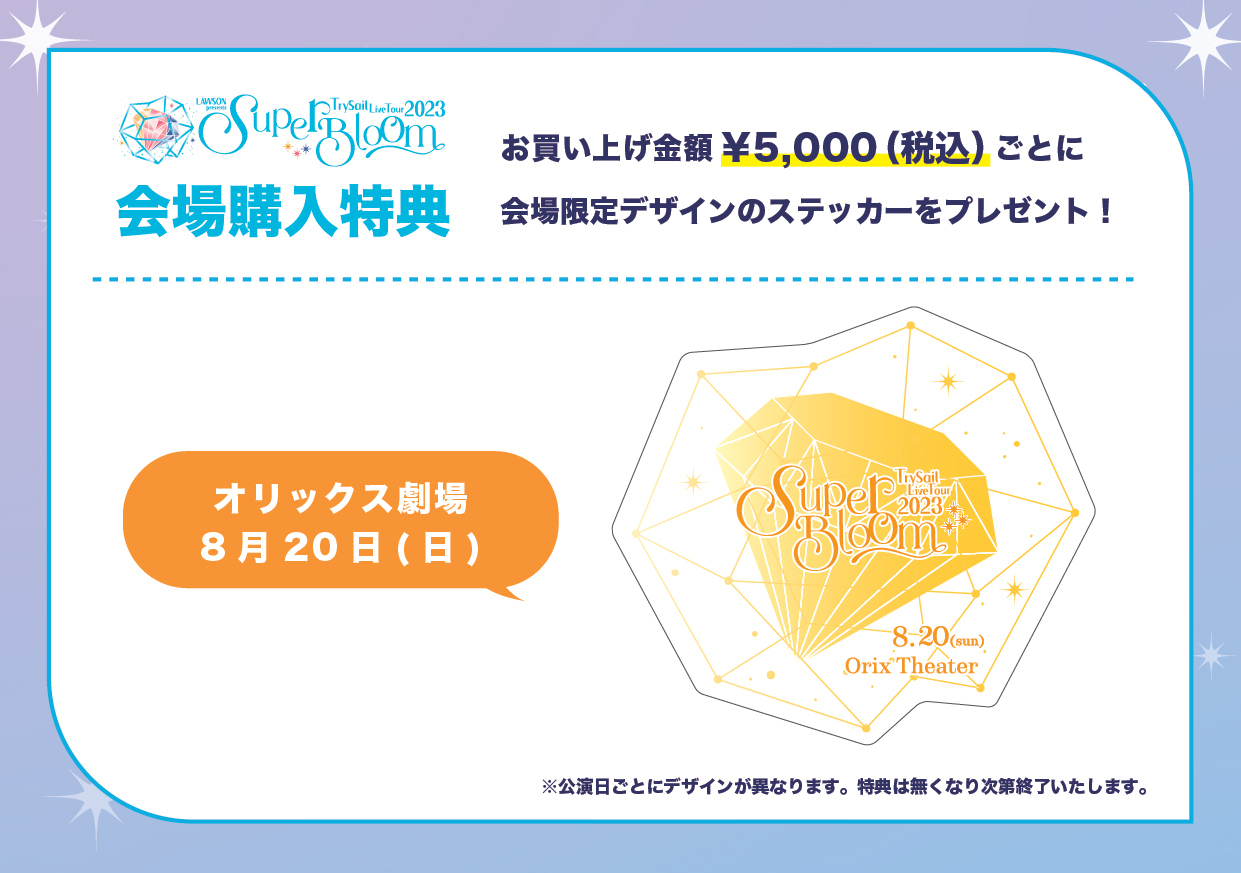 LAWSON
presents
TrySail LiveTour 2023
Super Bloom
会場購入特典
お買い上げ金額 ¥5,000（税込）ごとに
会場限定デザインのステッカーをプレゼント！
オリックス劇場
8月20日(日)
TrySail
LiveTour
2023
Super
Bloom
8.20(sun)
Orix Theater
※公演日ごとにデザインが異なります。特典は無くなり次第終了いたします。